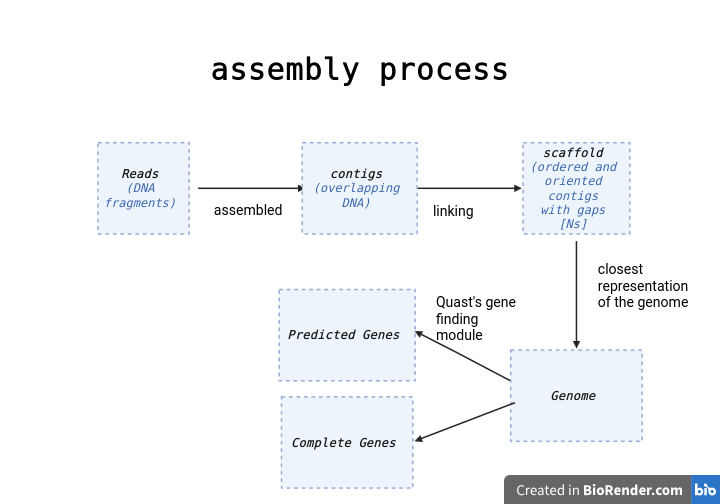 assembly process
Reads
(DNA
fragments)
assembled
contigs
(overlapping
DNA)
linking
scaffold
(ordered and
oriented
contigs
with gaps
[Ns]
closest
representation
of the genome
Quast's gene
finding
module
Predicted Genes
Genome
Complete Genes
Created in BioRender.com bio